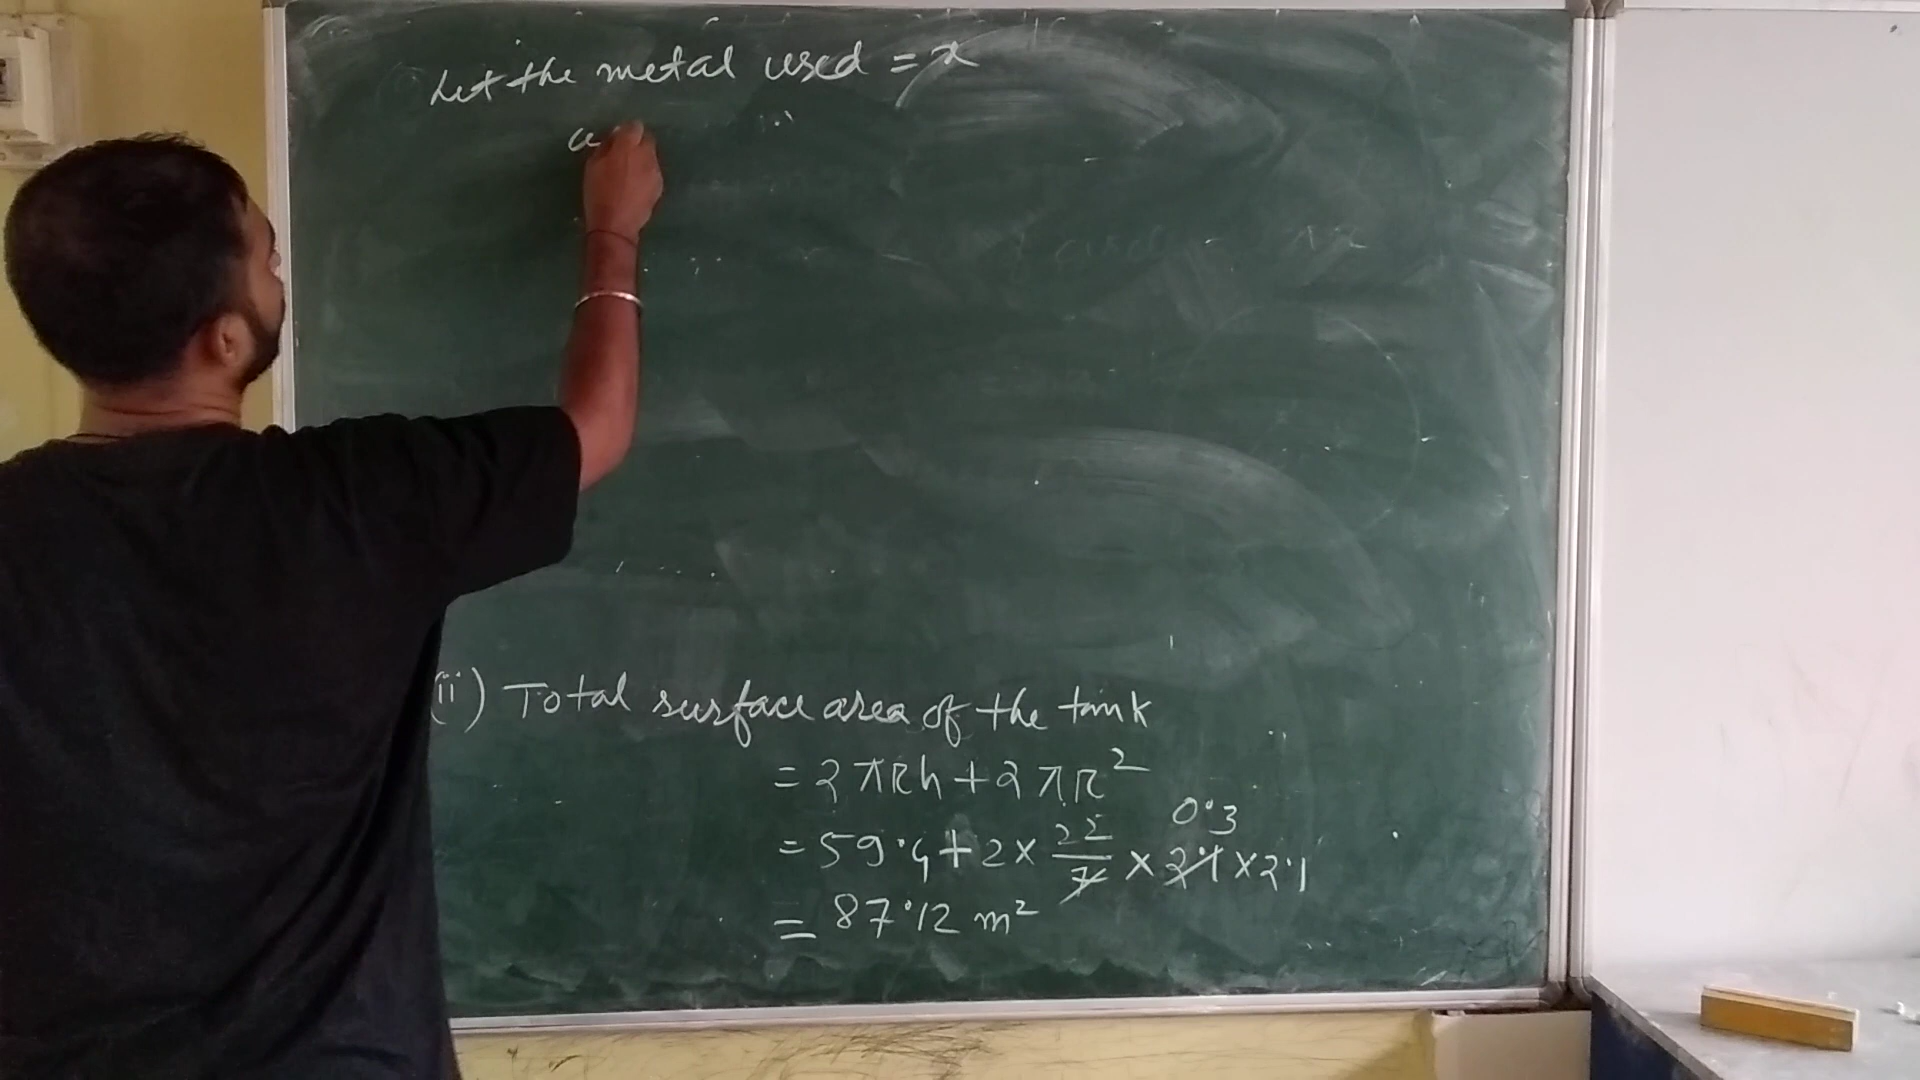 Let the metal used = x
(ii) Total surface area of the tank
= 2πRh + 2πR²
0.3
= 59.4 + 2 × 22/7 × 2.1 × 2.1
= 87.12 m²